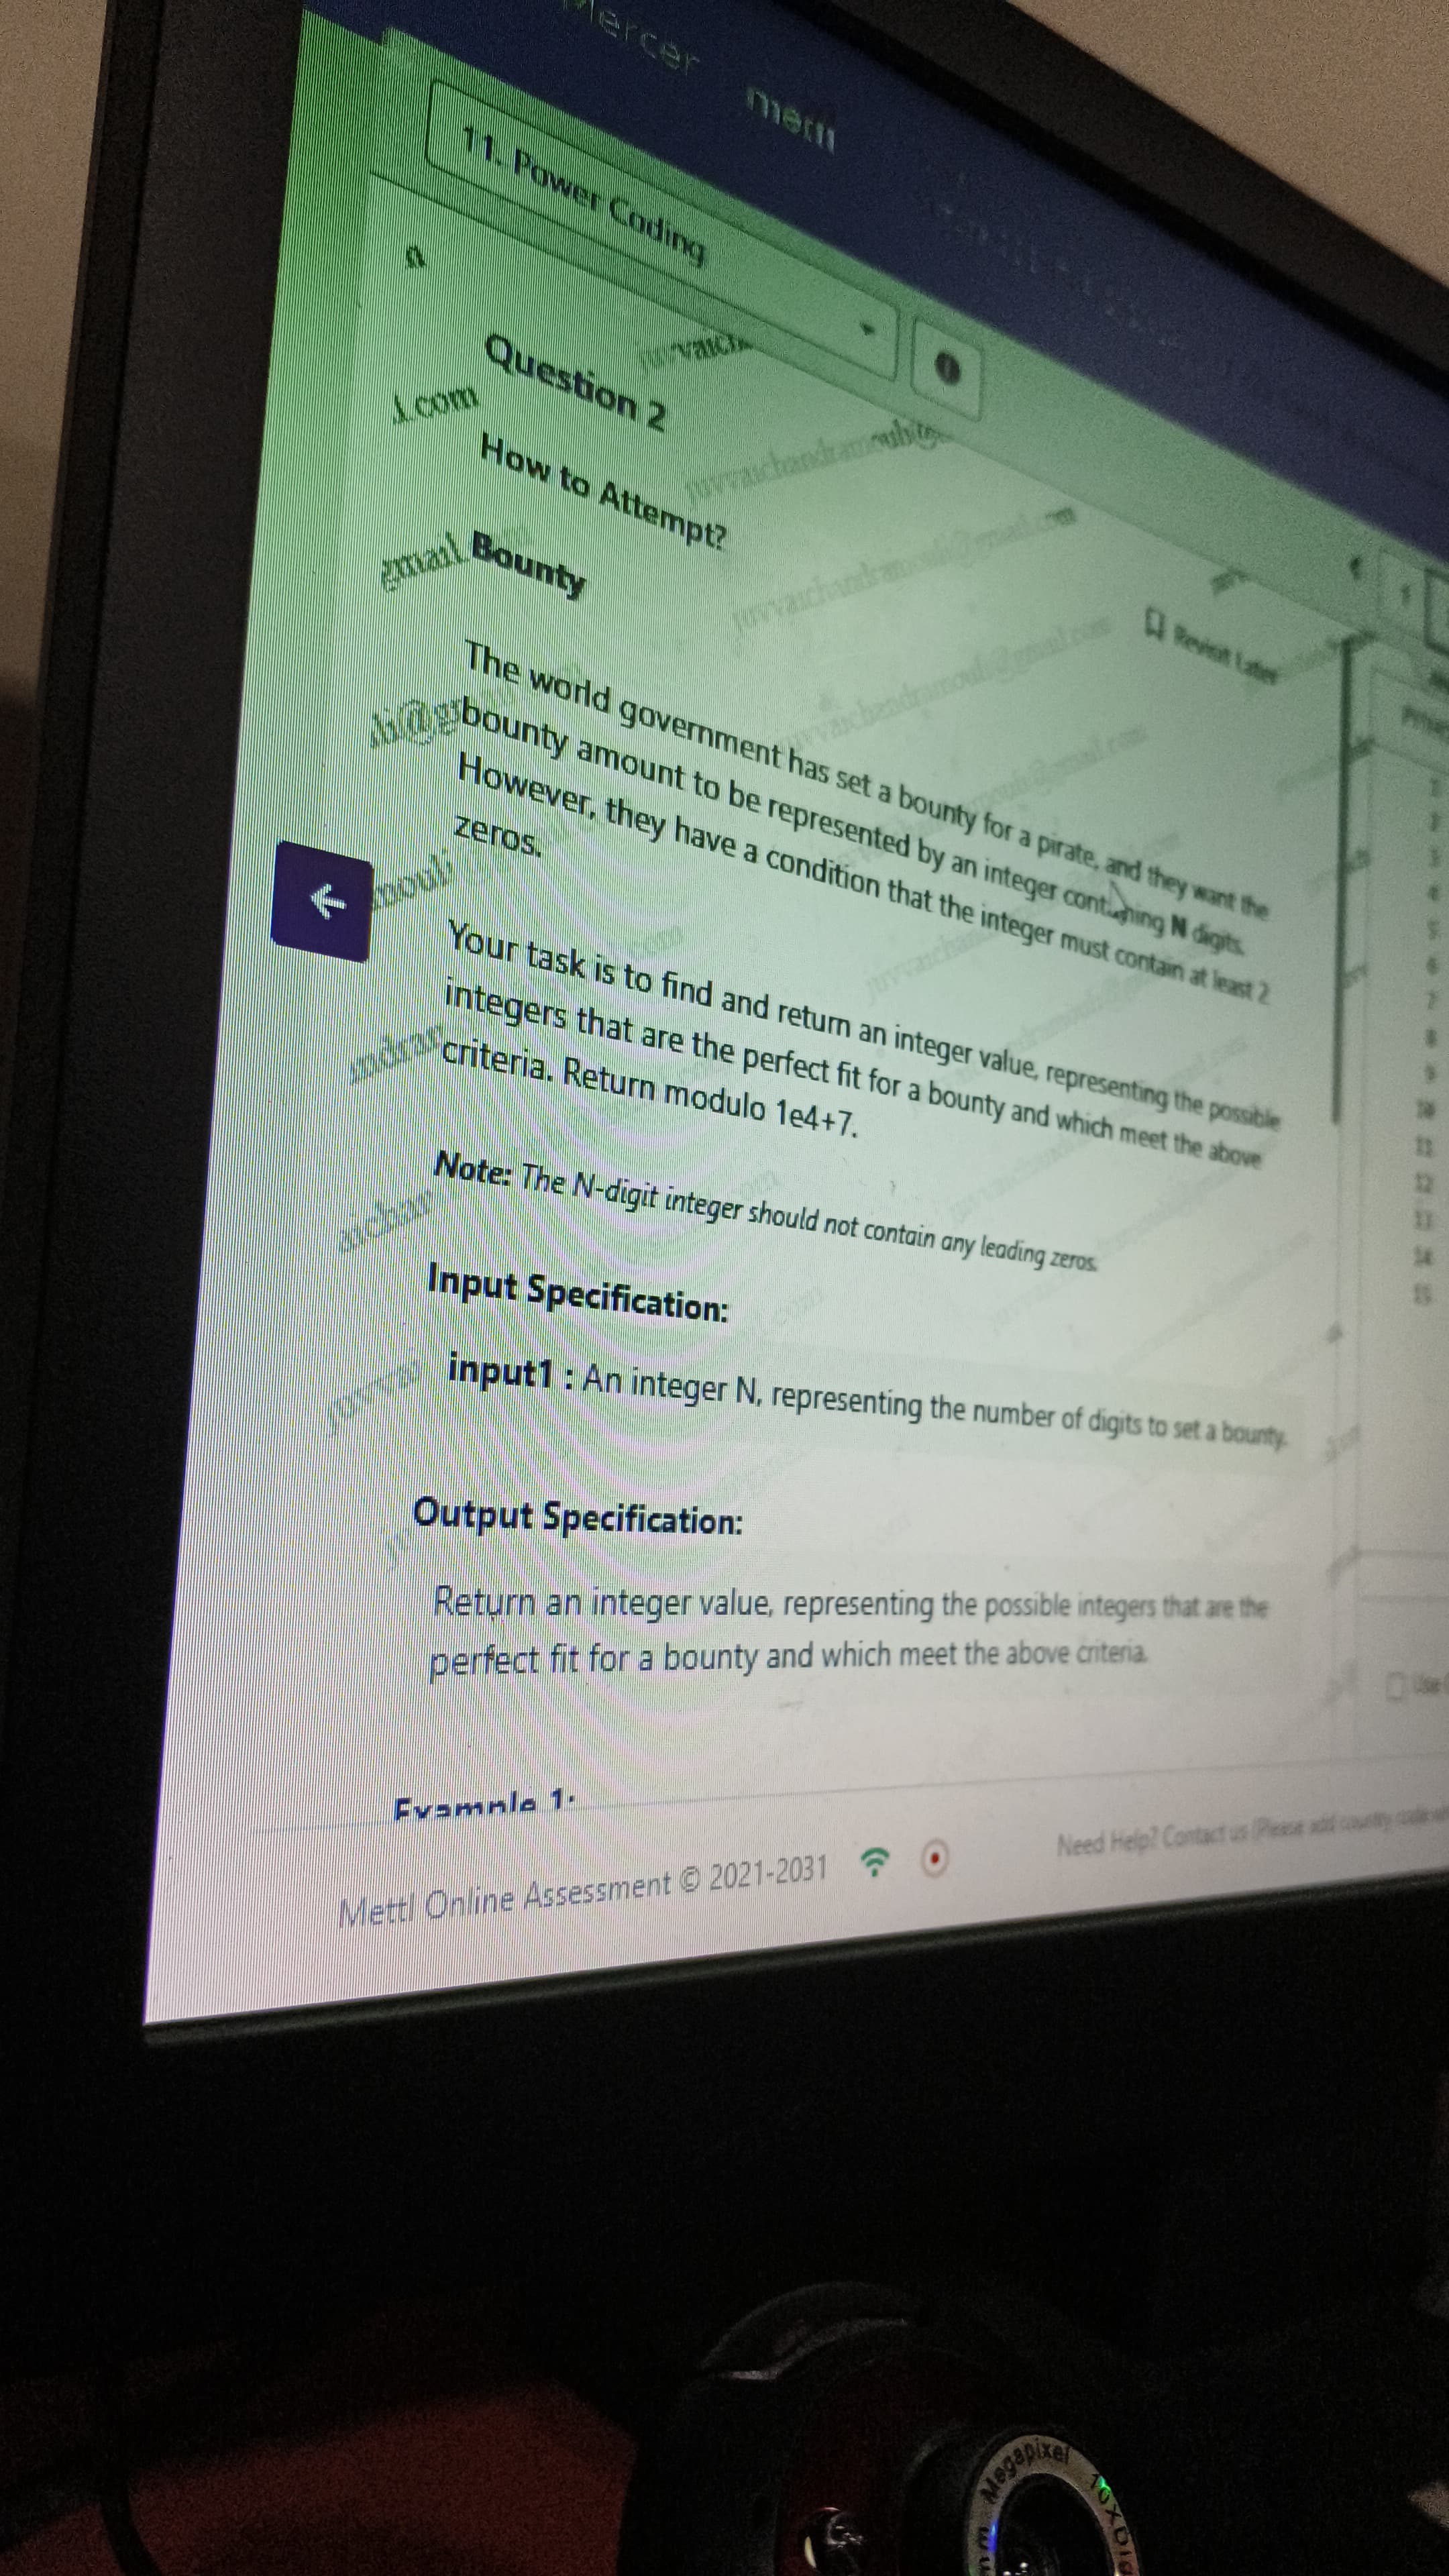 Mercer
mettl
11. Power Coding
Question 2
How to Attempt?
Revisit Later
Bounty
The world government has set a bounty for a pirate, and they want the
bounty amount to be represented by an integer containing N digits.
However, they have a condition that the integer must contain at least 2
zeros.
Your task is to find and return an integer value, representing the possible
integers that are the perfect fit for a bounty and which meet the above
criteria. Return modulo 1e4+7.
Note: The N-digit integer should not contain any leading zeros.
Input Specification:
input1 : An integer N, representing the number of digits to set a bounty.
Output Specification:
Return an integer value, representing the possible integers that are the
perfect fit for a bounty and which meet the above criteria.
Example 1:
Mettl Online Assessment © 2021-2031
Need Help? Contact us (Please add country code
Megapixel